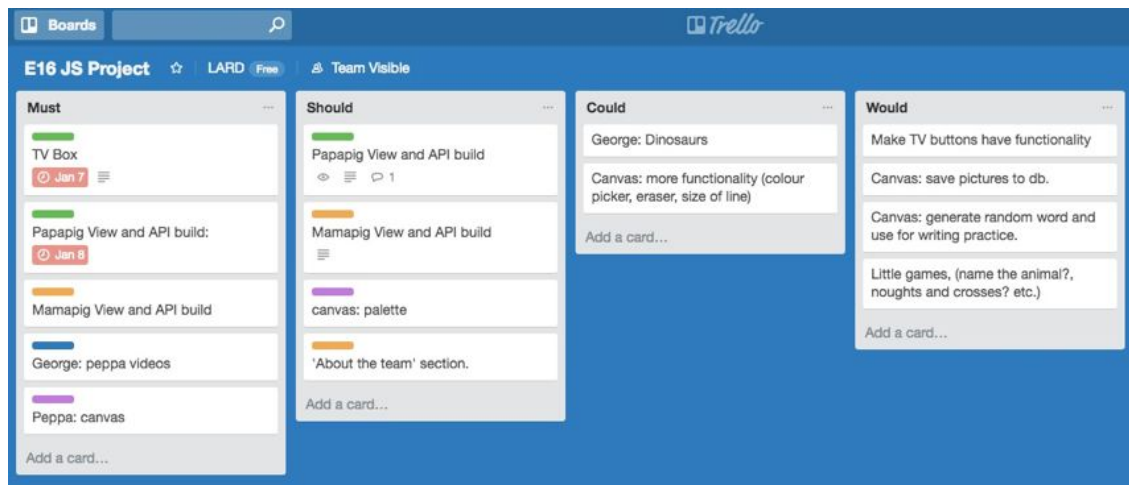 Boards
Trello
E16 JS Project
LARD Free
Team Visible
Must
TV Box
Jan 7
Papapig View and API build:
Jan 8
Mamapig View and API build
George: peppa videos
Peppa: canvas
Add a card...
Should
Papapig View and API build
1
Mamapig View and API build
canvas: palette
'About the team' section.
Add a card...
Could
George: Dinosaurs
Canvas: more functionality (colour
picker, eraser, size of line)
Add a card...
Would
Make TV buttons have functionality
Canvas: save pictures to db.
Canvas: generate random word and
use for writing practice.
Little games, (name the animal?,
noughts and crosses? etc.)
Add a card...